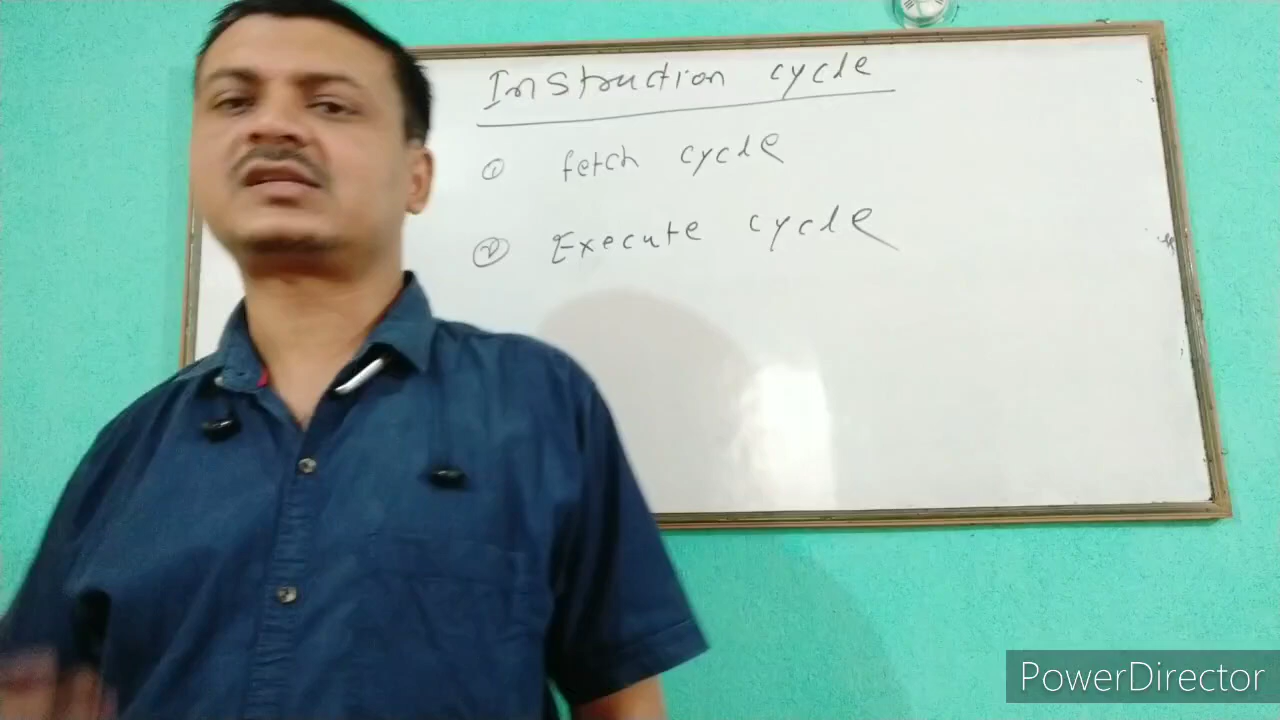 Instruction cycle
① fetch cycle
② Execute cycle
PowerDirector